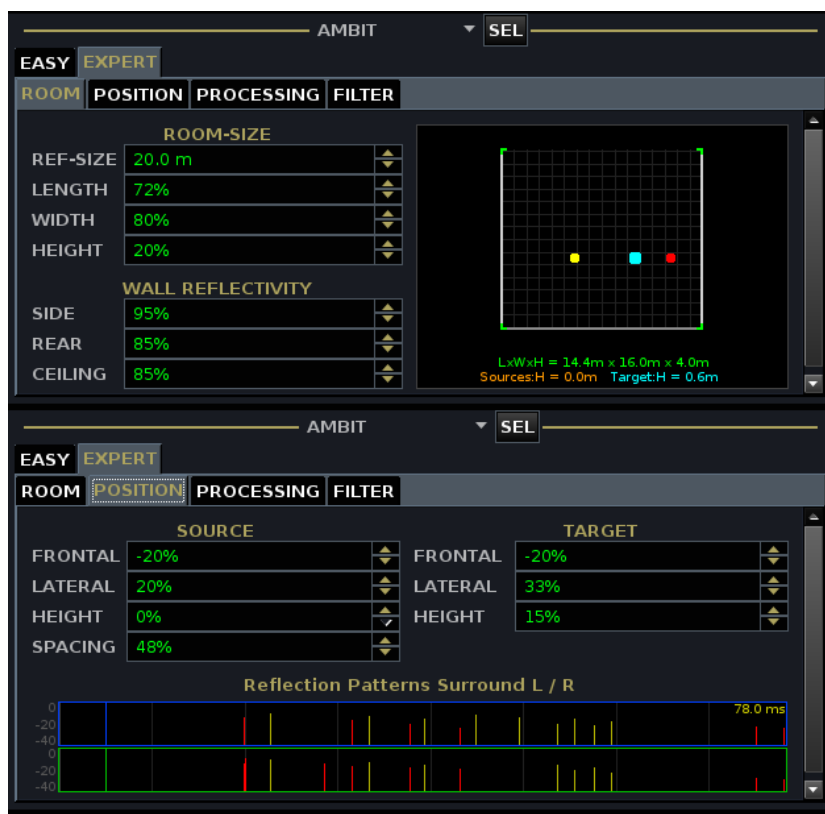 AMBIT SEL
EASY EXPERT
ROOM POSITION PROCESSING FILTER
ROOM-SIZE
REF-SIZE 20.0 m
LENGTH 72%
WIDTH 80%
HEIGHT 20%
WALL REFLECTIVITY
SIDE 95%
REAR 85%
CEILING 85%
LxWxH = 14.4m x 16.0m x 4.0m
Sources:H = 0.0m Target:H = 0.6m
AMBIT SEL
EASY EXPERT
ROOM POSITION PROCESSING FILTER
SOURCE TARGET
FRONTAL -20% FRONTAL -20%
LATERAL 20% LATERAL 33%
HEIGHT 0% HEIGHT 15%
SPACING 48%
Reflection Patterns Surround L / R
0 78.0 ms
-20
-40
0
-20
-40